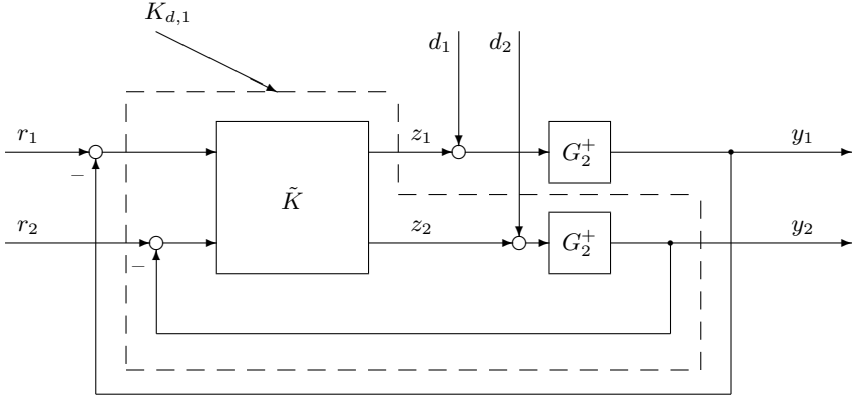 K_{d,1}
d_1
d_2
r_1
z_1
G_2^+
y_1
−
K̃
r_2
z_2
G_2^+
y_2
−